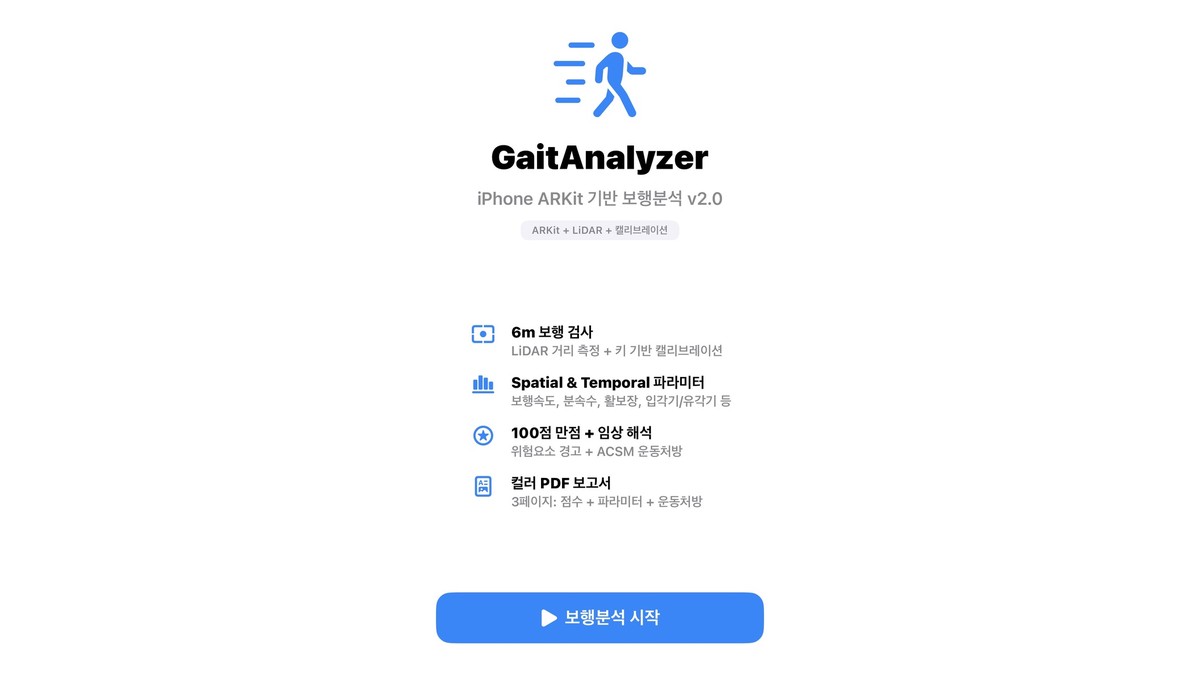 GaitAnalyzer
iPhone ARKit 기반 보행분석 v2.0
ARKit + LiDAR + 캘리브레이션
6m 보행 검사
LiDAR 거리 측정 + 키 기반 캘리브레이션
Spatial & Temporal 파라미터
보행속도, 분속수, 활보장, 입각기/유각기 등
100점 만점 + 임상 해석
위험요소 경고 + ACSM 운동처방
컬러 PDF 보고서
3페이지: 점수 + 파라미터 + 운동처방
보행분석 시작